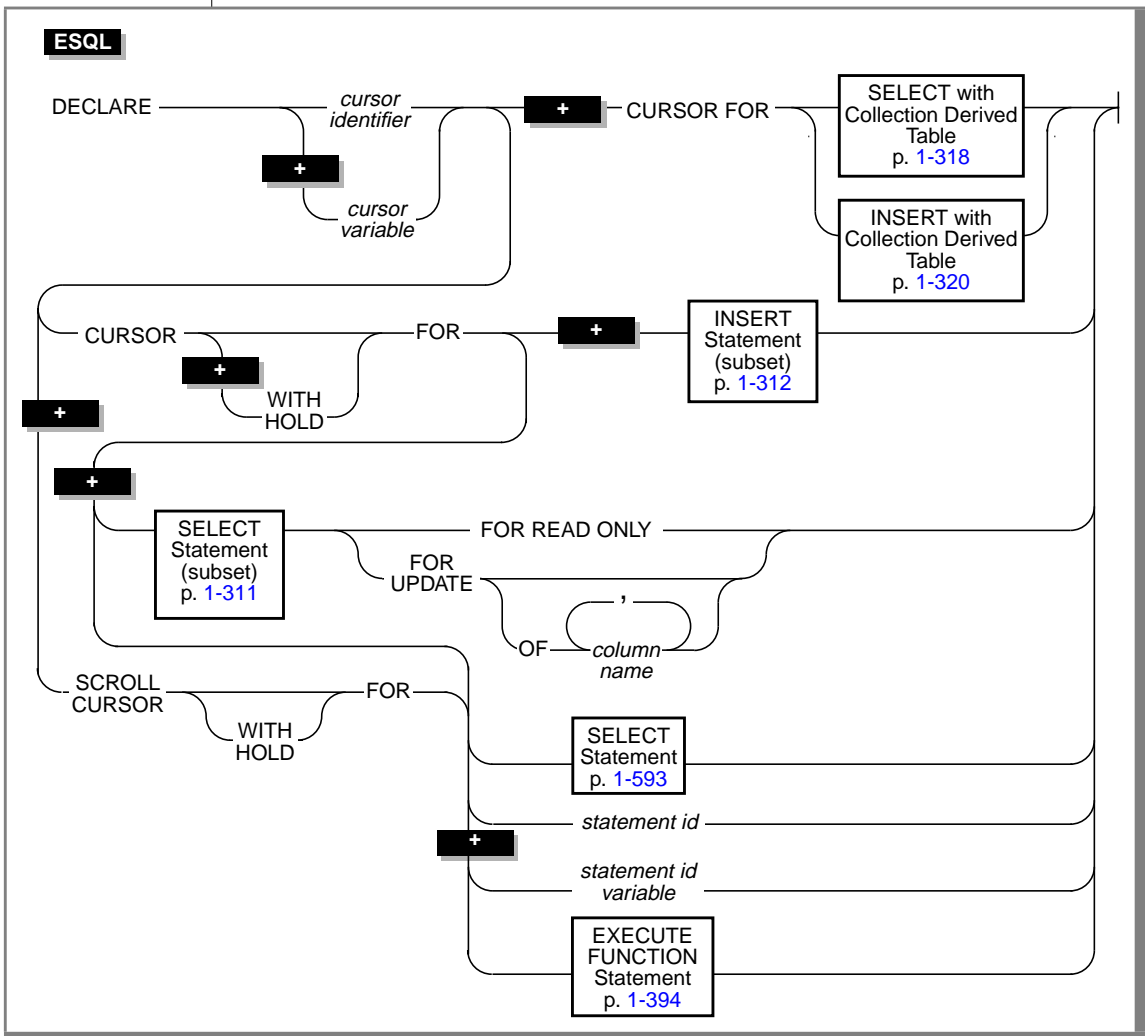 ESQL
DECLARE
cursor
identifier
+
cursor
variable
+
CURSOR FOR
SELECT with
Collection Derived
Table
p. 1-318
INSERT with
Collection Derived
Table
p. 1-320
CURSOR
+
WITH
HOLD
FOR
+
INSERT
Statement
(subset)
p. 1-312
+
+
SELECT
Statement
(subset)
p. 1-311
FOR READ ONLY
FOR
UPDATE
OF
,
column
name
SCROLL
CURSOR
WITH
HOLD
FOR
SELECT
Statement
p. 1-593
statement id
+
statement id
variable
EXECUTE
FUNCTION
Statement
p. 1-394